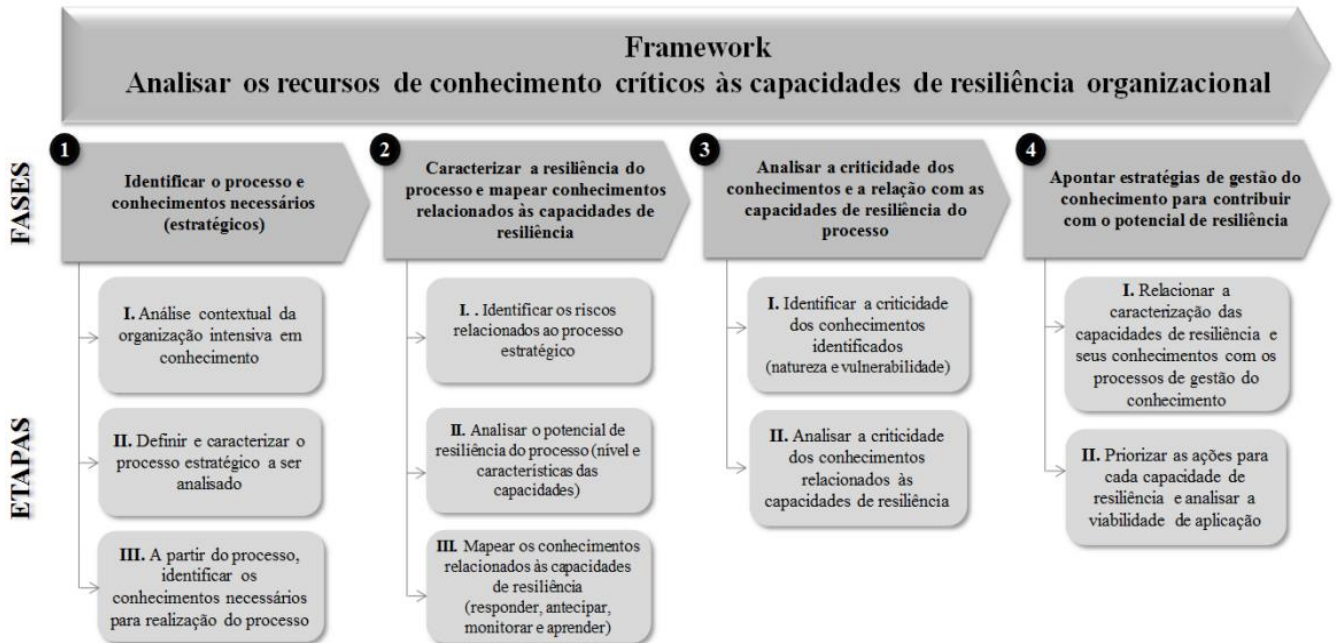 Framework
Analisar os recursos de conhecimento críticos às capacidades de resiliência organizacional
FASES
1
Identificar o processo e
conhecimentos necessários
(estratégicos)
2
Caracterizar a resiliência do
processo e mapear conhecimentos
relacionados às capacidades de
resiliência
3
Analisar a criticidade dos
conhecimentos e a relação com as
capacidades de resiliência do
processo
4
Apontar estratégias de gestão do
conhecimento para contribuir
com o potencial de resiliência
ETAPAS
I. Análise contextual da
organização intensiva em
conhecimento
II. Definir e caracterizar o
processo estratégico a ser
analisado
III. A partir do processo,
identificar os
conhecimentos necessários
para realização do processo
I. . Identificar os riscos
relacionados ao processo
estratégico
II. Analisar o potencial de
resiliência do processo (nível e
características das
capacidades)
III. Mapear os conhecimentos
relacionados às capacidades
de resiliência
(responder, antecipar,
monitorar e aprender)
I. Identificar a criticidade
dos conhecimentos
identificados
(natureza e vulnerabilidade)
II. Analisar a criticidade
dos conhecimentos
relacionados às
capacidades de resiliência
I. Relacionar a
caracterização das
capacidades de resiliência e
seus conhecimentos com os
processos de gestão do
conhecimento
II. Priorizar as ações para
cada capacidade de
resiliência e analisar a
viabilidade de aplicação